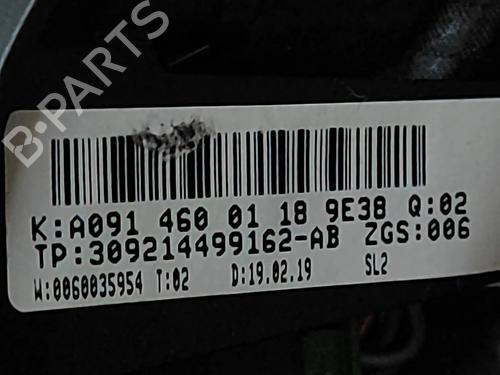 B-PARTS
K:A091 460 01 18 9E38 Q:02
TP:309214499162-AB ZGS:006
W:0060035954 T:02 D:19.02.19 SL2